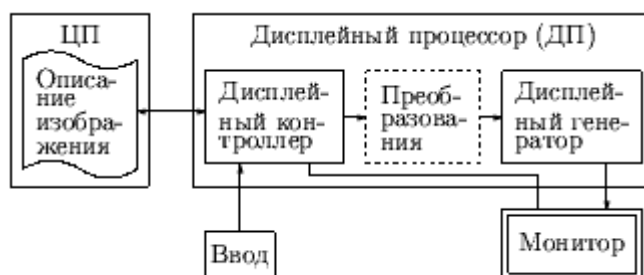 ЦП
Описа-
ние
изобра-
жения
Дисплейный процессор (ДП)
Дисплей-
ный кон-
троллер
Преоб-
разова-
ния
Дисплей-
ный гене-
ратор
Ввод
Монитор